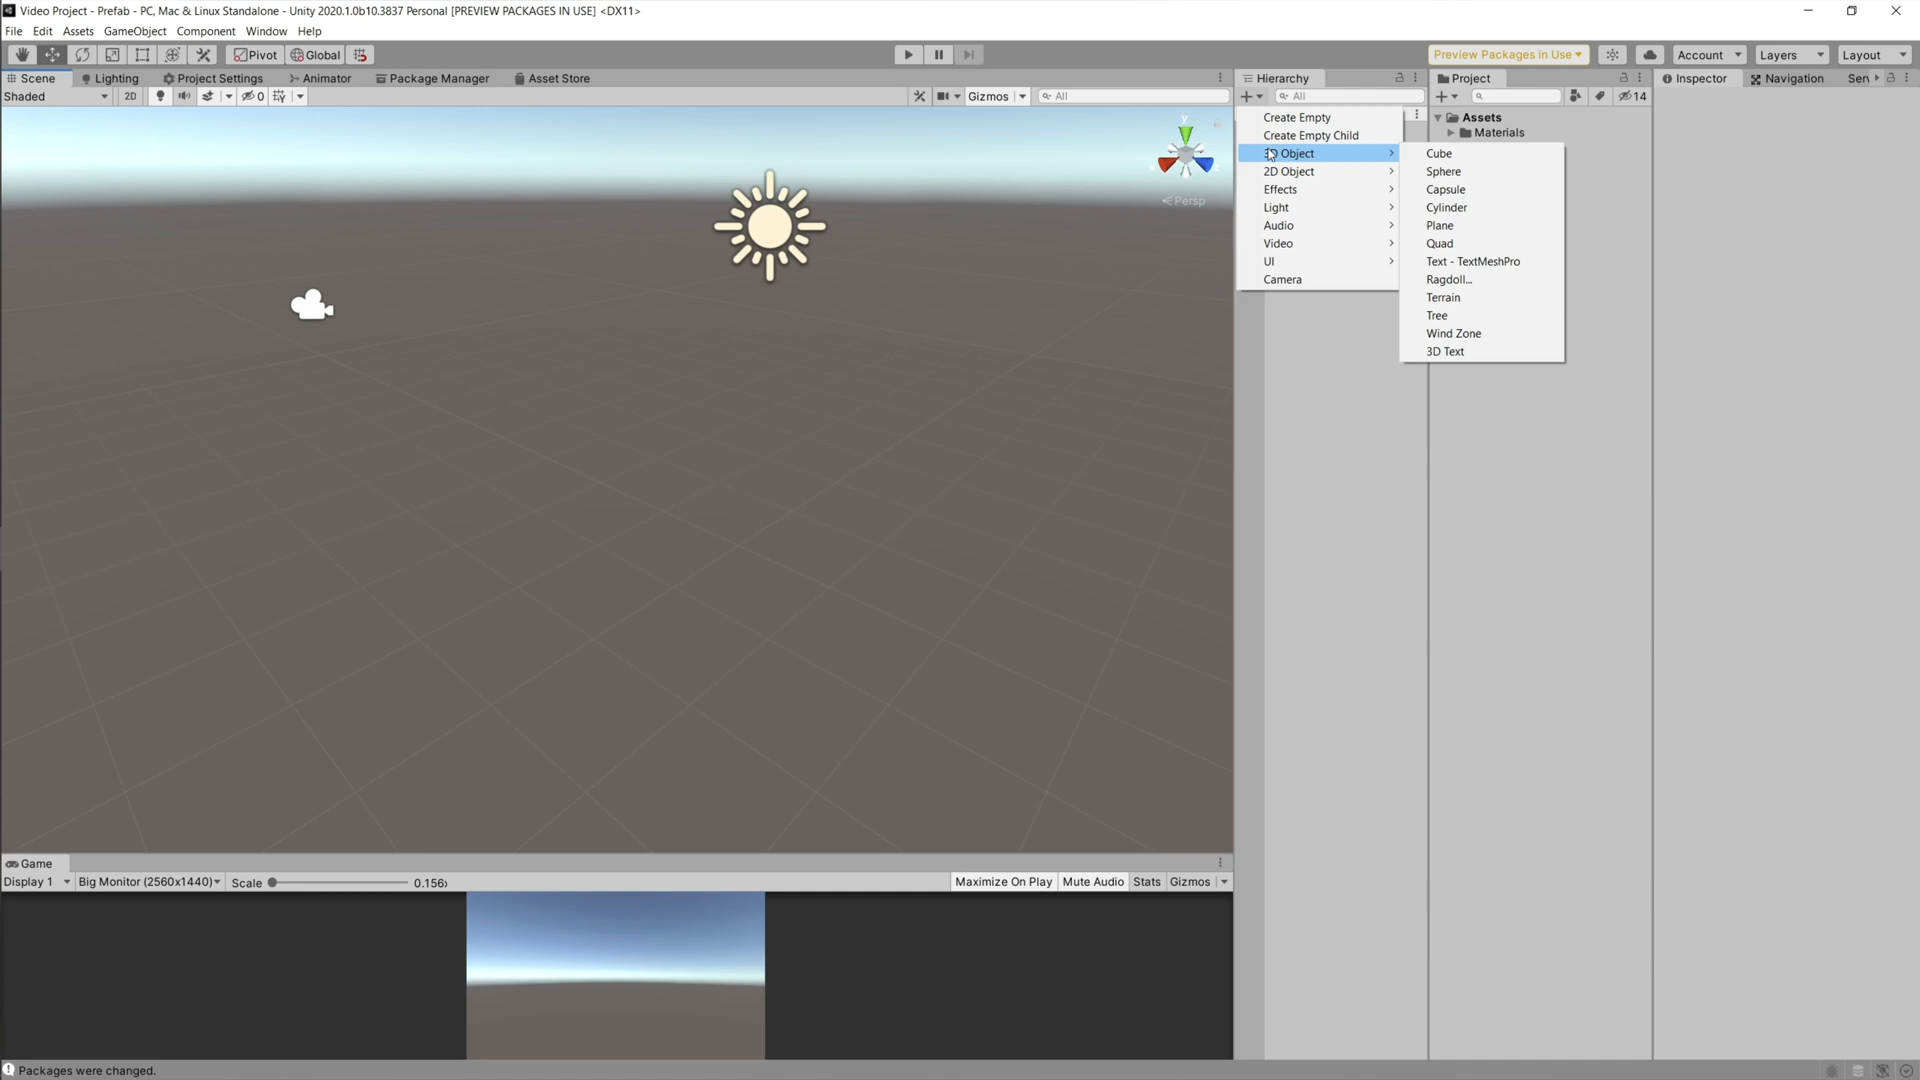 Video Project - Prefab - PC, Mac & Linux Standalone - Unity 2020.1.0b10.3837 Personal [PREVIEW PACKAGES IN USE] <DX11>
File Edit Assets GameObject Component Window Help
Pivot Global Preview Packages in Use Account Layers Layout
Scene Lighting Project Settings Animator Package Manager Asset Store Hierarchy Project Inspector Navigation Serv
Shaded 2D 0 Gizmos All All 14
Create Empty
Create Empty Child
3D Object
2D Object
Effects
Light
Audio
Video
UI
Camera
Assets
Materials
Cube
Sphere
Capsule
Cylinder
Plane
Quad
Text - TextMeshPro
Ragdoll...
Terrain
Tree
Wind Zone
3D Text
y
Persp
Game
Display 1 Big Monitor (2560x1440) Scale 0.156x Maximize On Play Mute Audio Stats Gizmos
Packages were changed.